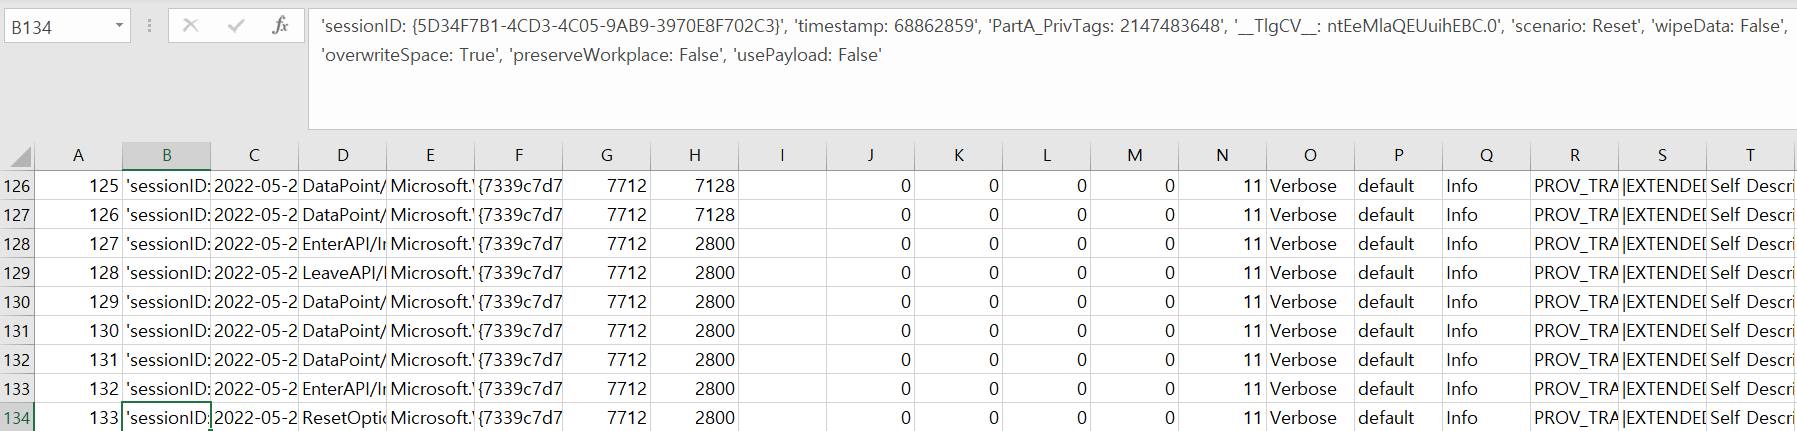 B134
fx
'sessionID: {5D34F7B1-4CD3-4C05-9AB9-3970E8F702C3}', 'timestamp: 68862859', 'PartA_PrivTags: 2147483648', '__TlgCV__: ntEeMlaQEUuihEBC.0', 'scenario: Reset', 'wipeData: False',
'overwriteSpace: True', 'preserveWorkplace: False', 'usePayload: False'
A B C D E F G H I J K L M N O P Q R S T
126 125 'sessionID: 2022-05-2 DataPoint/ Microsoft.\ {7339c7d7 7712 7128 0 0 0 0 11 Verbose default Info PROV_TRA |EXTENDED Self Descri
127 126 'sessionID: 2022-05-2 DataPoint/ Microsoft.\ {7339c7d7 7712 7128 0 0 0 0 11 Verbose default Info PROV_TRA |EXTENDED Self Descri
128 127 'sessionID: 2022-05-2 EnterAPI/I Microsoft.\ {7339c7d7 7712 2800 0 0 0 0 11 Verbose default Info PROV_TRA |EXTENDED Self Descri
129 128 'sessionID: 2022-05-2 LeaveAPI/I Microsoft.\ {7339c7d7 7712 2800 0 0 0 0 11 Verbose default Info PROV_TRA |EXTENDED Self Descri
130 129 'sessionID: 2022-05-2 DataPoint/ Microsoft.\ {7339c7d7 7712 2800 0 0 0 0 11 Verbose default Info PROV_TRA |EXTENDED Self Descri
131 130 'sessionID: 2022-05-2 DataPoint/ Microsoft.\ {7339c7d7 7712 2800 0 0 0 0 11 Verbose default Info PROV_TRA |EXTENDED Self Descri
132 131 'sessionID: 2022-05-2 DataPoint/ Microsoft.\ {7339c7d7 7712 2800 0 0 0 0 11 Verbose default Info PROV_TRA |EXTENDED Self Descri
133 132 'sessionID: 2022-05-2 EnterAPI/I Microsoft.\ {7339c7d7 7712 2800 0 0 0 0 11 Verbose default Info PROV_TRA |EXTENDED Self Descri
134 133 'sessionID: 2022-05-2 ResetOptic Microsoft.\ {7339c7d7 7712 2800 0 0 0 0 11 Verbose default Info PROV_TRA |EXTENDED Self Descri